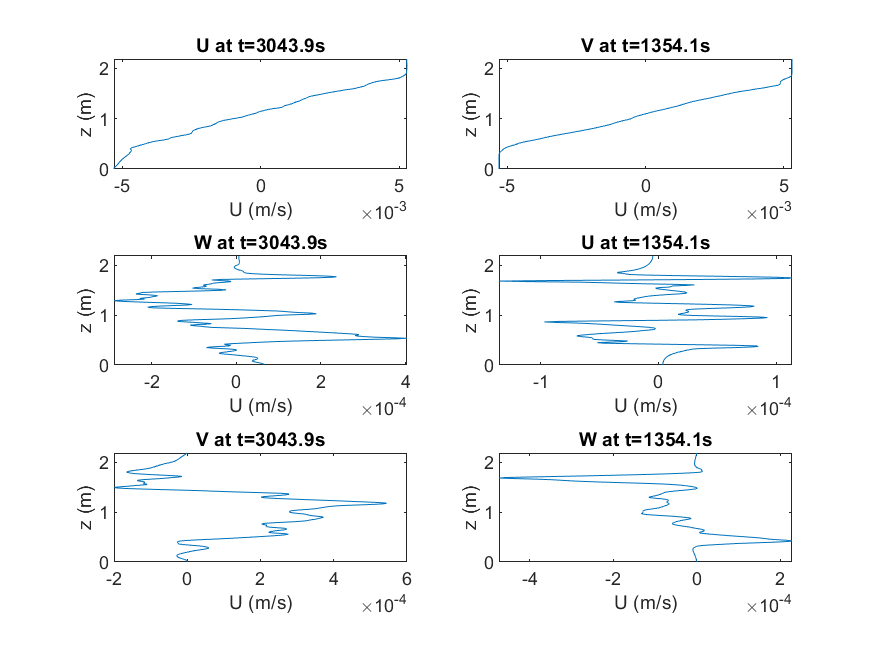 U at t=3043.9s
z (m)
2
1
0
-5
0
5
U (m/s)
×10-3
V at t=1354.1s
z (m)
2
1
0
-5
0
5
U (m/s)
×10-3
W at t=3043.9s
z (m)
2
1
0
-2
0
2
4
U (m/s)
×10-4
U at t=1354.1s
z (m)
2
1
0
-1
0
1
U (m/s)
×10-4
V at t=3043.9s
z (m)
2
1
0
-2
0
2
4
6
U (m/s)
×10-4
W at t=1354.1s
z (m)
2
1
0
-4
-2
0
2
U (m/s)
×10-4